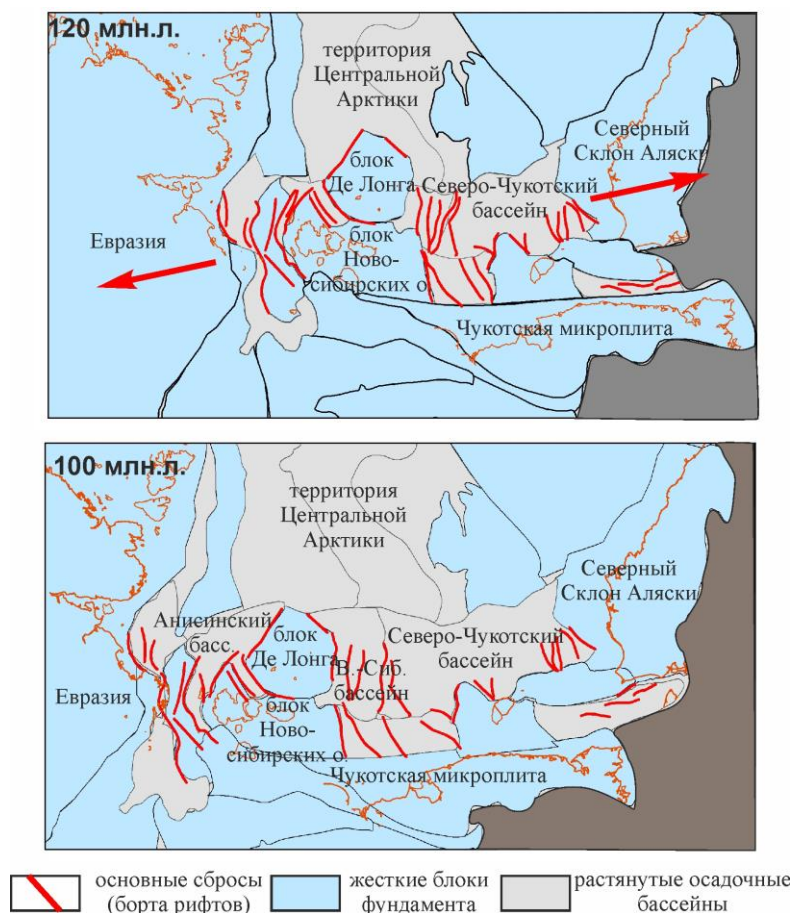 120 млн.л.
территория
Центральной
Арктики
Северный
Склон Аляски
блок
Де Лонга
Северо-Чукотский
бассейн
Евразия
блок
Ново-
сибирских о.
Чукотская микроплита
100 млн.л.
территория
Центральной
Арктики
Северный
Склон Аляски
Анисинский
басс.
блок
Де Лонга
Северо-Чукотский
бассейн
В.-Сиб.
бассейн
Евразия
блок
Ново-
сибирских о.
Чукотская микроплита
основные сбросы
(борта рифтов)
жесткие блоки
фундамента
растянутые осадочные
бассейны